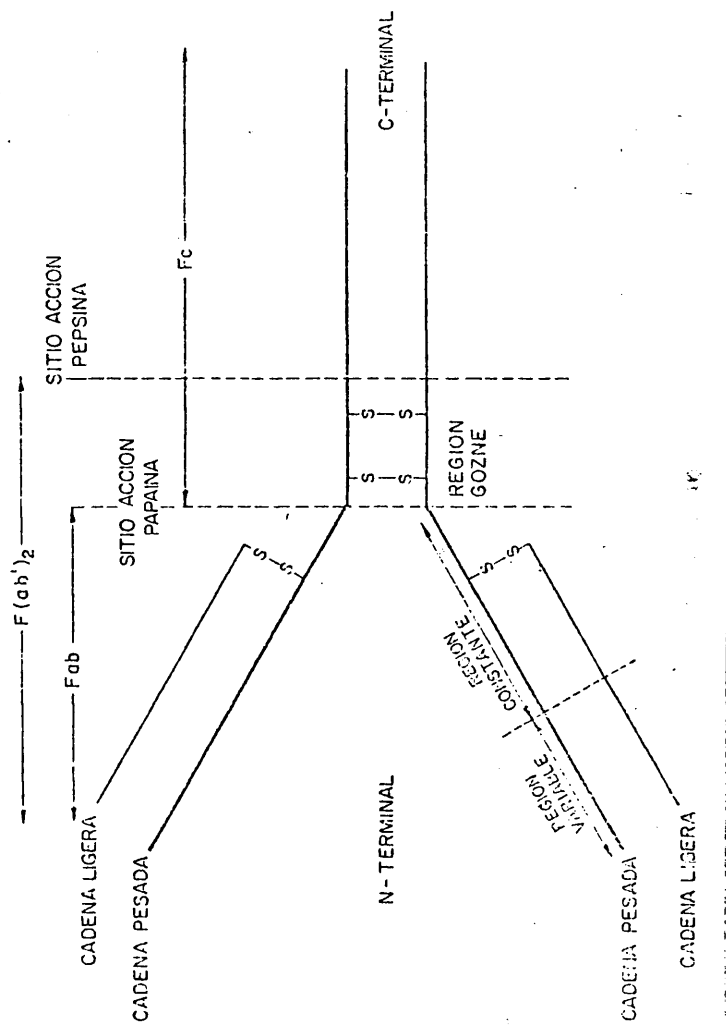 F(ab')2
Fab
SITIO ACCION
PEPSINA
SITIO ACCION
PAPAINA
Fc
CADENA LIGERA
CADENA PESADA
S
S
S—S
S—S
N-TERMINAL
C-TERMINAL
REGION
GOZNE
REGION
CONSTANTE
REGION
VARIABLE
S
S
CADENA PESADA
CADENA LIGERA